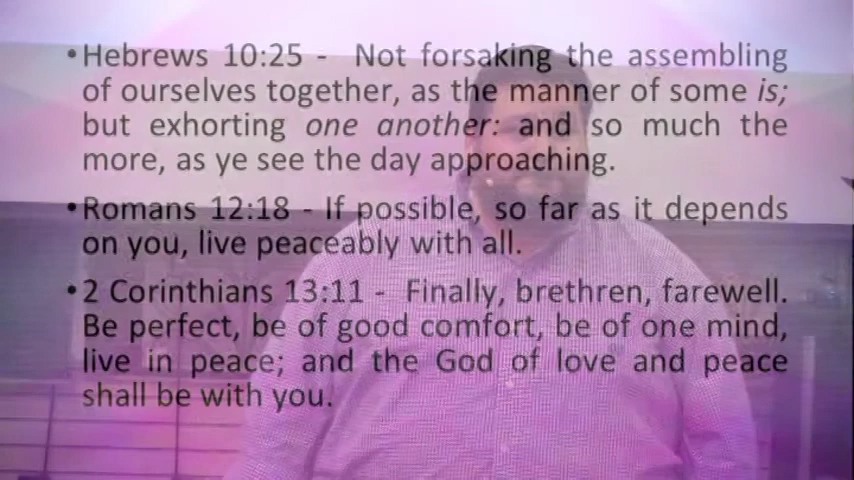 •Hebrews 10:25 - Not forsaking the assembling
of ourselves together, as the manner of some is;
but exhorting one another: and so much the
more, as ye see the day approaching.
•Romans 12:18 - If possible, so far as it depends
on you, live peaceably with all.
•2 Corinthians 13:11 - Finally, brethren, farewell.
Be perfect, be of good comfort, be of one mind,
live in peace; and the God of love and peace
shall be with you.